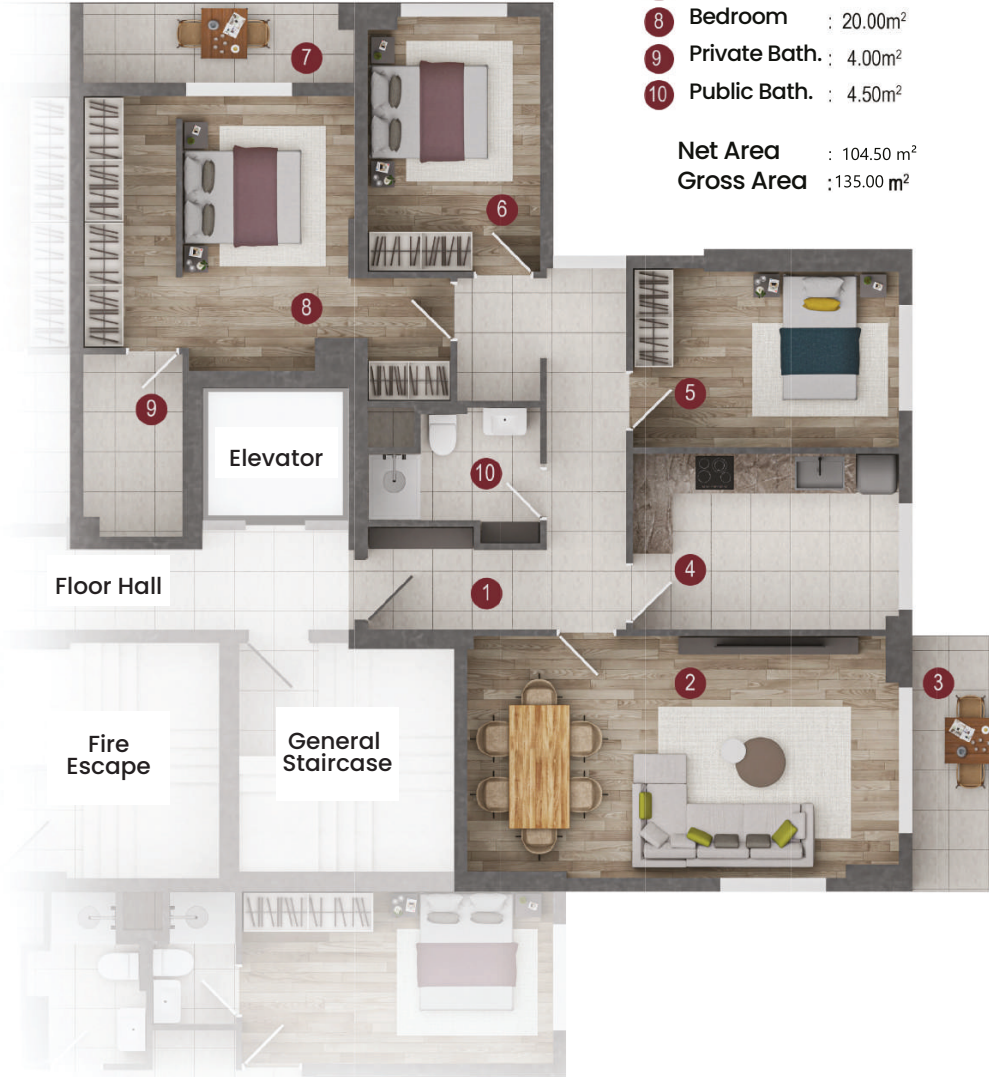 8 Bedroom : 20.00m²
9 Private Bath. : 4.00m²
10 Public Bath. : 4.50m²
Net Area : 104.50 m²
Gross Area : 135.00 m²
7
6
8
5
9
Elevator
10
4
Floor Hall
1
2
3
Fire
Escape
General
Staircase